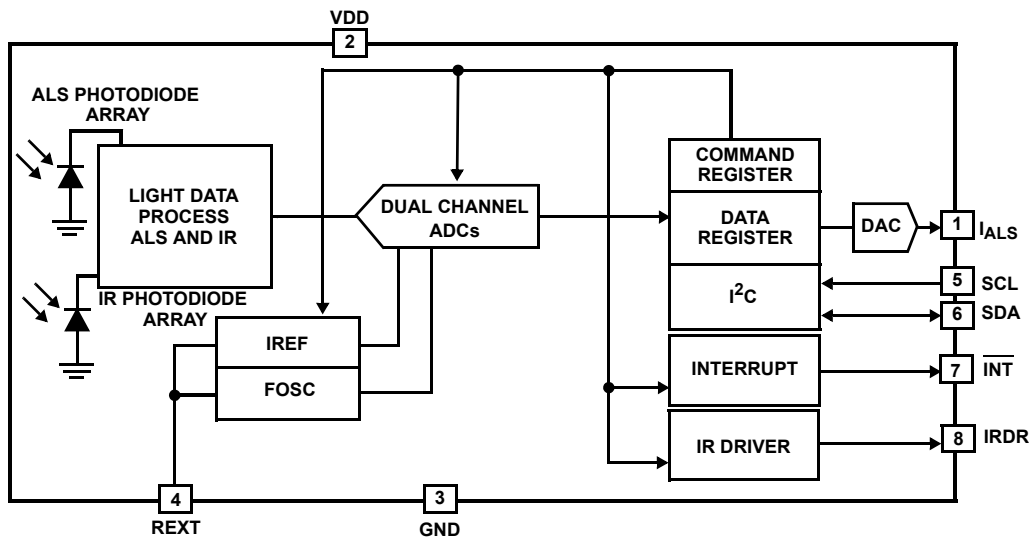 VDD
2
ALS PHOTODIODE
ARRAY
LIGHT DATA
PROCESS
ALS AND IR
DUAL CHANNEL
ADCs
COMMAND
REGISTER
DATA
REGISTER
DAC
1
I_ALS
I²C
5
SCL
6
SDA
IR PHOTODIODE
ARRAY
IREF
FOSC
INTERRUPT
7
INT
IR DRIVER
8
IRDR
4
REXT
3
GND